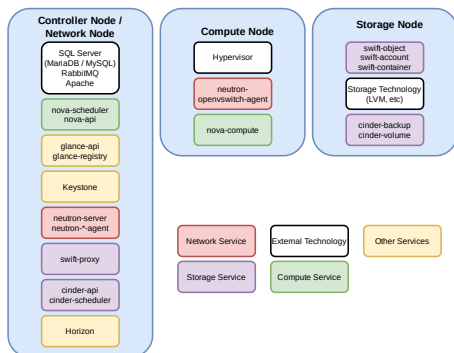 Controller Node /
Network Node
SQL Server
(MariaDB / MySQL)
RabbitMQ
Apache
nova-scheduler
nova-api
glance-api
glance-registry
Keystone
neutron-server
neutron-*-agent
swift-proxy
cinder-api
cinder-scheduler
Horizon
Compute Node
Hypervisor
neutron-
openvswitch-agent
nova-compute
Storage Node
swift-object
swift-account
swift-container
Storage Technology
(LVM, etc)
cinder-backup
cinder-volume
Network Service
External Technology
Other Services
Storage Service
Compute Service